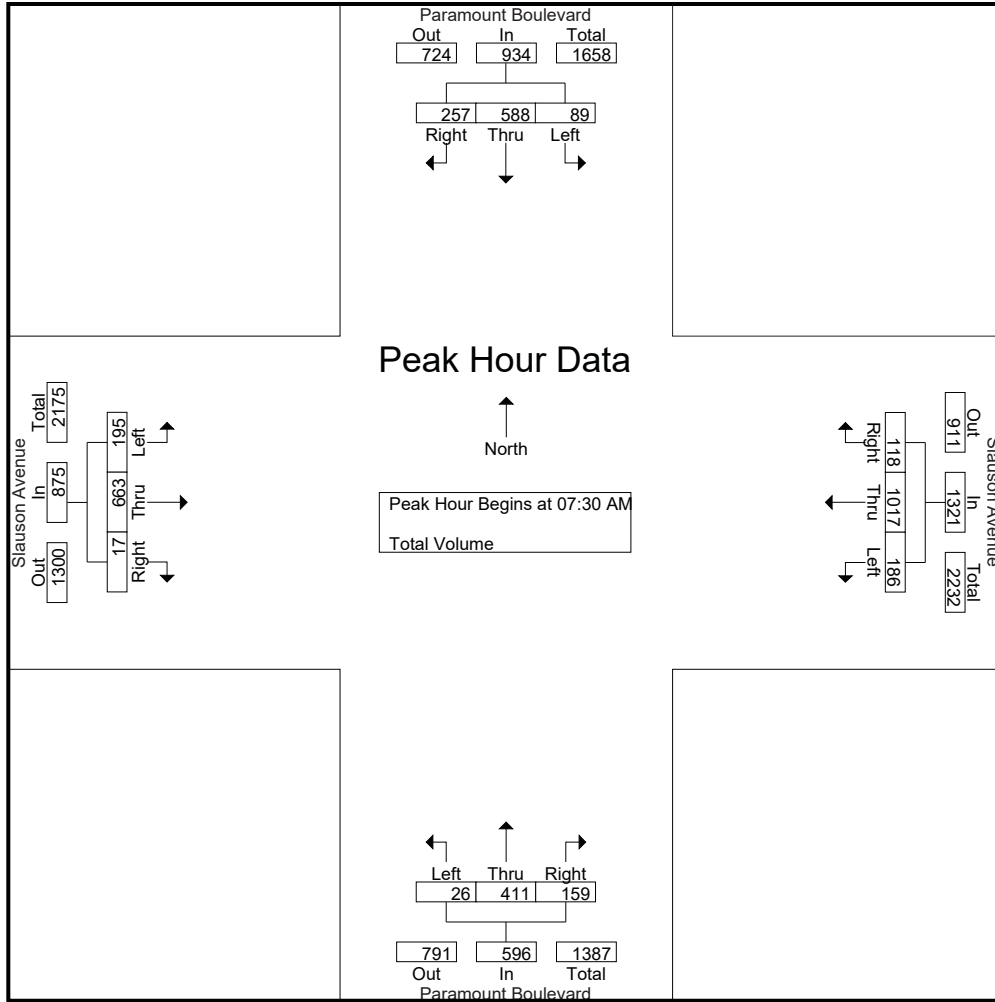 Paramount Boulevard
Out In Total
724 934 1658
257 588 89
Right Thru Left
Peak Hour Data
North
Peak Hour Begins at 07:30 AM
Total Volume
Slauson Avenue
Out In Total
1300 875 2175
17 663 195
Right Thru Left
Slauson Avenue
Out In Total
911 1321 2232
118 1017 186
Right Thru Left
Left Thru Right
26 411 159
791 596 1387
Out In Total
Paramount Boulevard